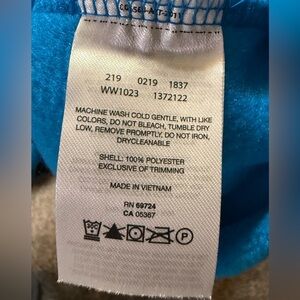 219 0219 1837
WW1023 1372122
MACHINE WASH COLD GENTLE, WITH LIKE
COLORS, DO NOT BLEACH, TUMBLE DRY
LOW, REMOVE PROMPTLY, DO NOT IRON,
DRYCLEANABLE
SHELL: 100% POLYESTER
EXCLUSIVE OF TRIMMING
MADE IN VIETNAM
RN 69724
CA 05367
P